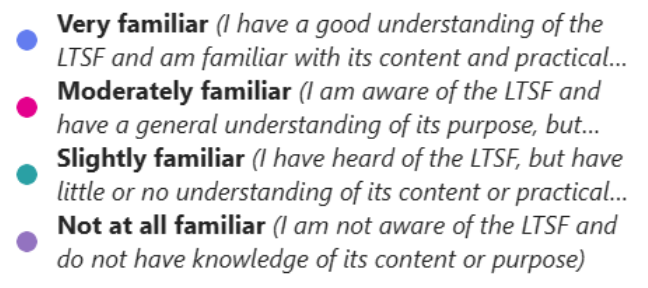 Very familiar (I have a good understanding of the
LTSF and am familiar with its content and practical...
Moderately familiar (I am aware of the LTSF and
have a general understanding of its purpose, but...
Slightly familiar (I have heard of the LTSF, but have
little or no understanding of its content or practical...
Not at all familiar (I am not aware of the LTSF and
do not have knowledge of its content or purpose)